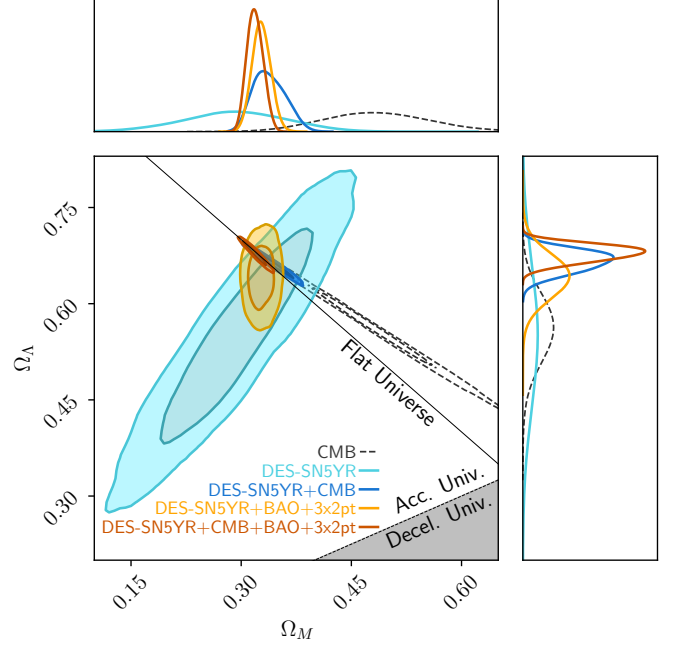 0.75
0.60
0.45
0.30
Ω_Λ
Flat Universe
CMB
DES-SN5YR
DES-SN5YR+CMB
DES-SN5YR+BAO+3x2pt
DES-SN5YR+CMB+BAO+3x2pt
Acc. Univ.
Decel. Univ.
0.15
0.30
0.45
0.60
Ω_M